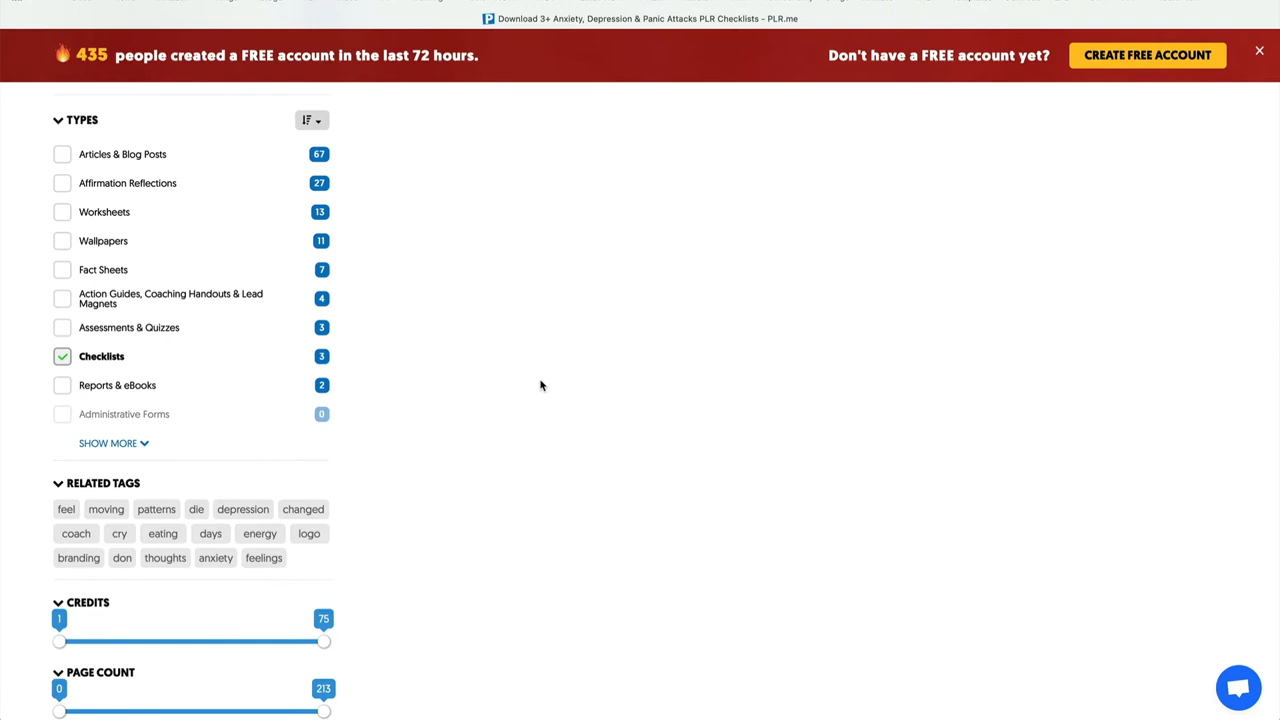 Download 3+ Anxiety, Depression & Panic Attacks PLR Checklists - PLR.me
435 people created a FREE account in the last 72 hours.
Don't have a FREE account yet?
CREATE FREE ACCOUNT
TYPES
Articles & Blog Posts 67
Affirmation Reflections 27
Worksheets 13
Wallpapers 11
Fact Sheets 7
Action Guides, Coaching Handouts & Lead
Magnets 4
Assessments & Quizzes 3
Checklists 3
Reports & eBooks 2
Administrative Forms 0
SHOW MORE
RELATED TAGS
feel moving patterns die depression changed
coach cry eating days energy logo
branding don thoughts anxiety feelings
CREDITS
1 75
PAGE COUNT
0 213